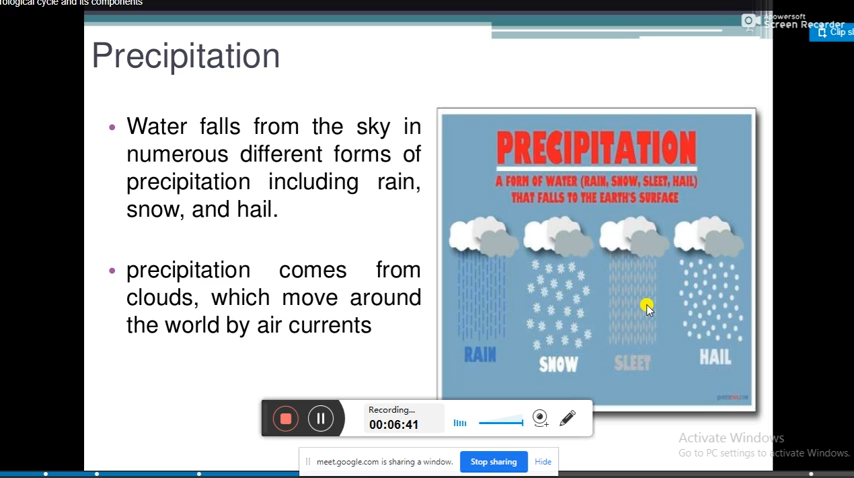 rological cycle and its components
owersoft
Screen Recorder
Clip sl
Precipitation
• Water falls from the sky in
numerous different forms of
precipitation including rain,
snow, and hail.
• precipitation comes from
clouds, which move around
the world by air currents
PRECIPITATION
A FORM OF WATER (RAIN, SNOW, SLEET, HAIL)
THAT FALLS TO THE EARTH'S SURFACE
RAIN
SNOW
SLEET
HAIL
Recording...
00:06:41
meet.google.com is sharing a window.
Stop sharing
Hide
Activate Windows
Go to PC settings to activate Windows.